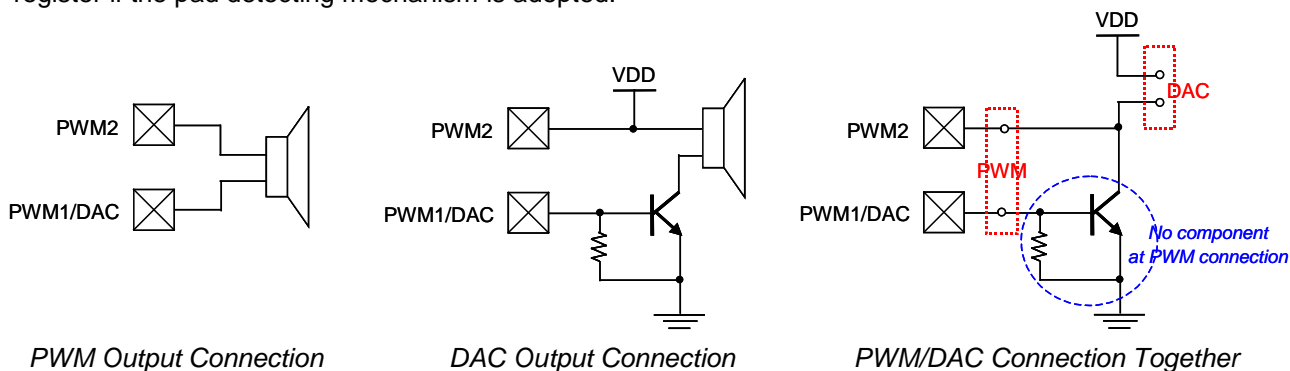 register if the pad detecting mechanism is adopted.
PWM2
PWM1/DAC
PWM Output Connection
VDD
PWM2
PWM1/DAC
DAC Output Connection
VDD
DAC
PWM2
PWM
PWM1/DAC
No component
at PWM connection
PWM/DAC Connection Together